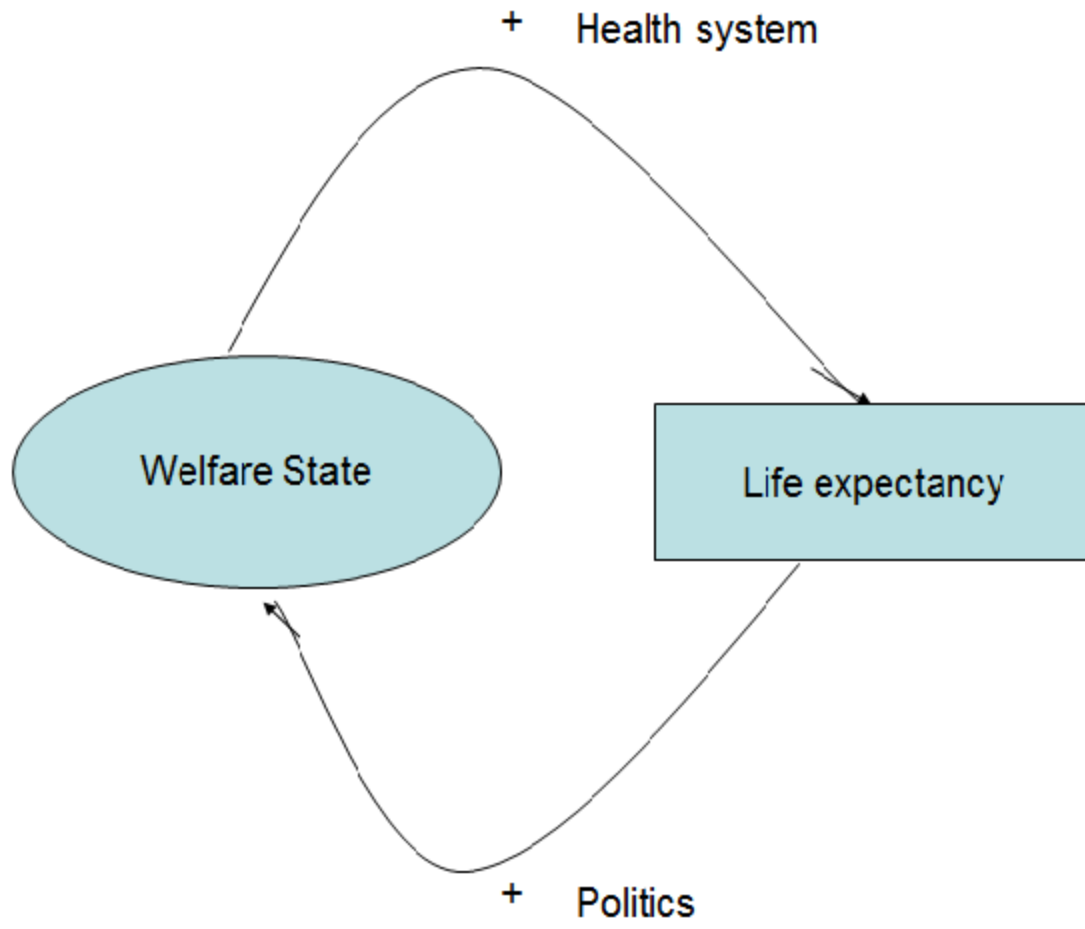 + Health system
Welfare State
Life expectancy
+ Politics